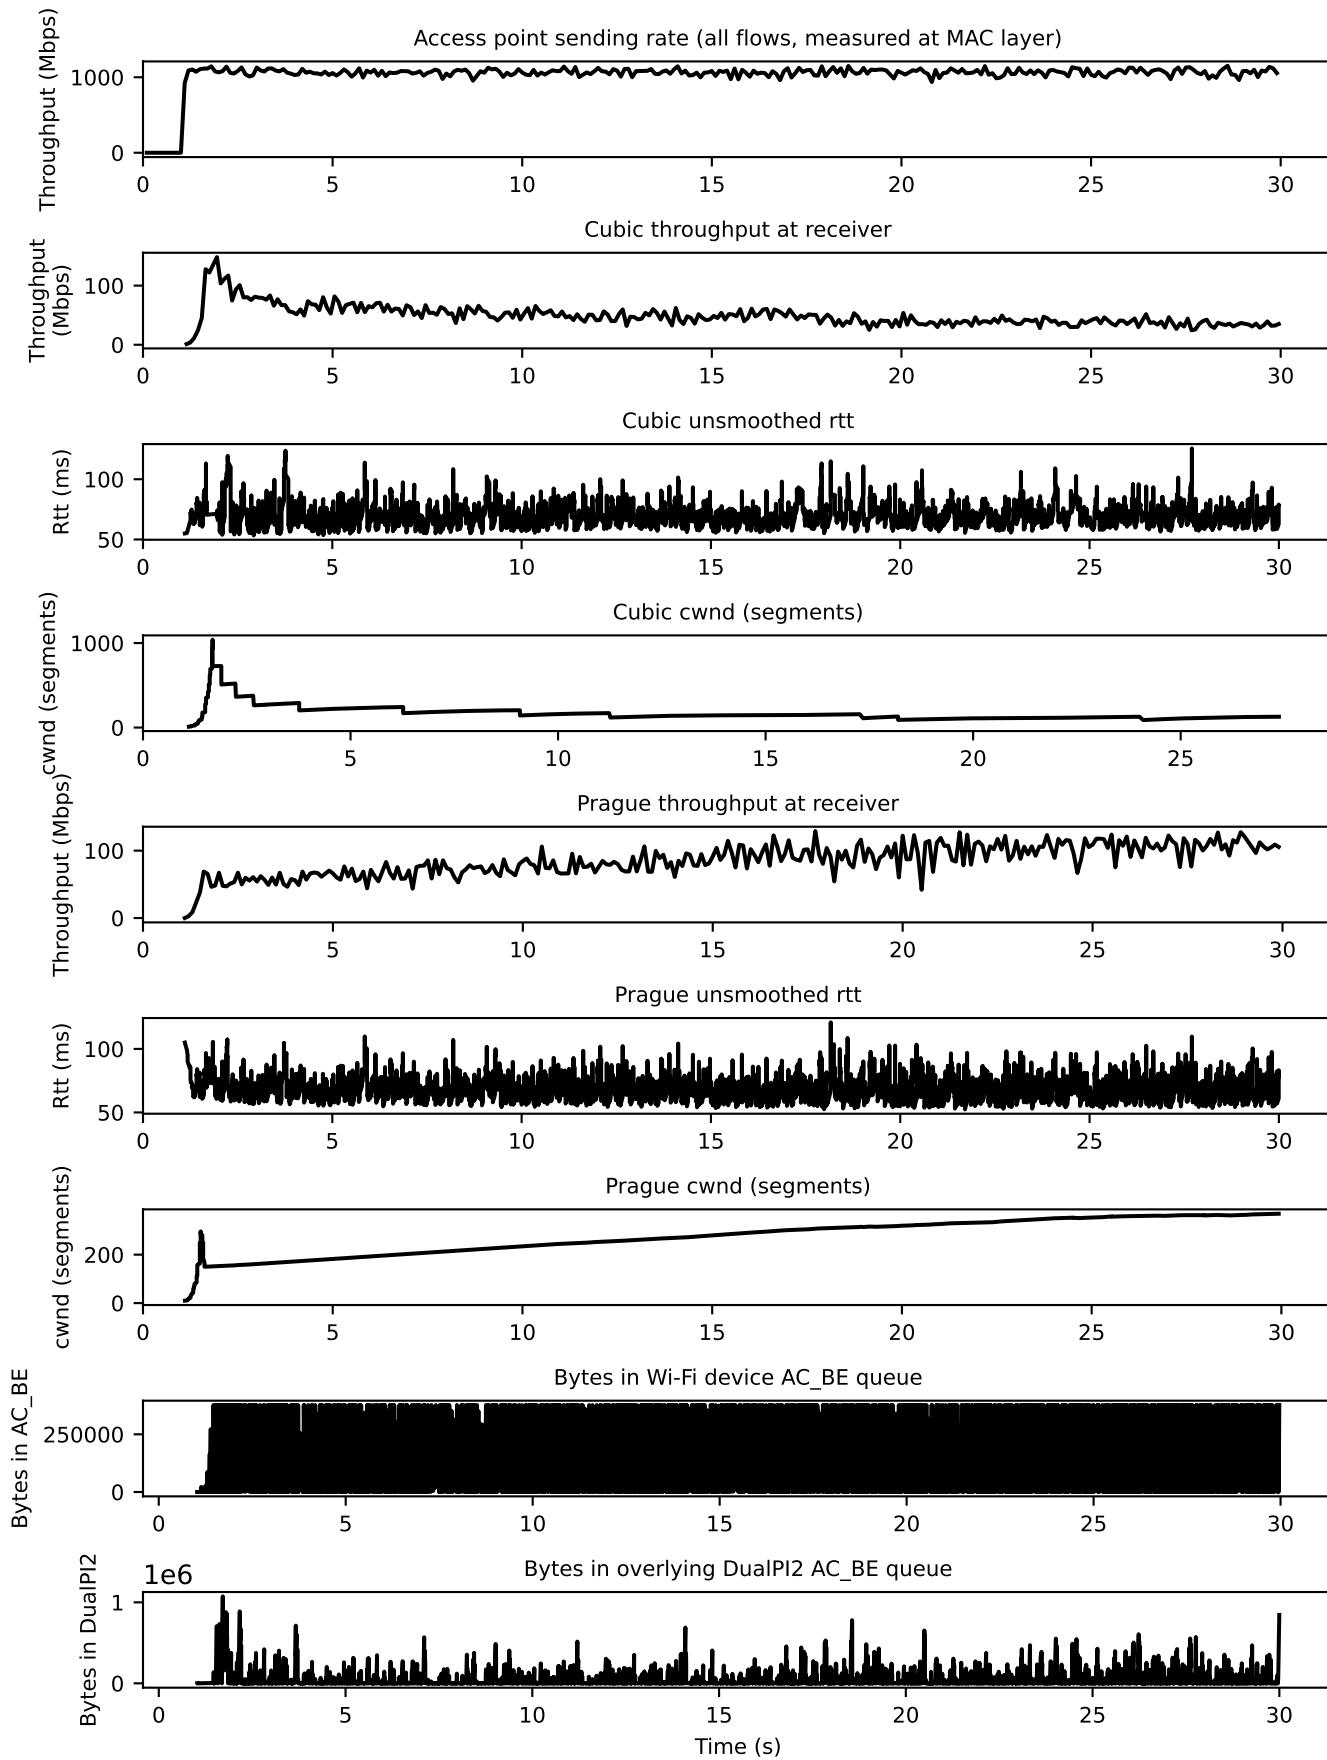 Access point sending rate (all flows, measured at MAC layer)
Throughput (Mbps)
1000
0
0 5 10 15 20 25 30
Cubic throughput at receiver
Throughput
(Mbps)
100
0
0 5 10 15 20 25 30
Cubic unsmoothed rtt
Rtt (ms)
100
50
0 5 10 15 20 25 30
Cubic cwnd (segments)
cwnd (segments)
1000
0
0 5 10 15 20 25
Prague throughput at receiver
Throughput (Mbps)
100
0
0 5 10 15 20 25 30
Prague unsmoothed rtt
Rtt (ms)
100
50
0 5 10 15 20 25 30
Prague cwnd (segments)
cwnd (segments)
200
0
0 5 10 15 20 25 30
Bytes in Wi-Fi device AC_BE queue
Bytes in AC_BE
250000
0
0 5 10 15 20 25 30
Bytes in overlying DualPI2 AC_BE queue
1e6
Bytes in DualPI2
1
0
0 5 10 15 20 25 30
Time (s)